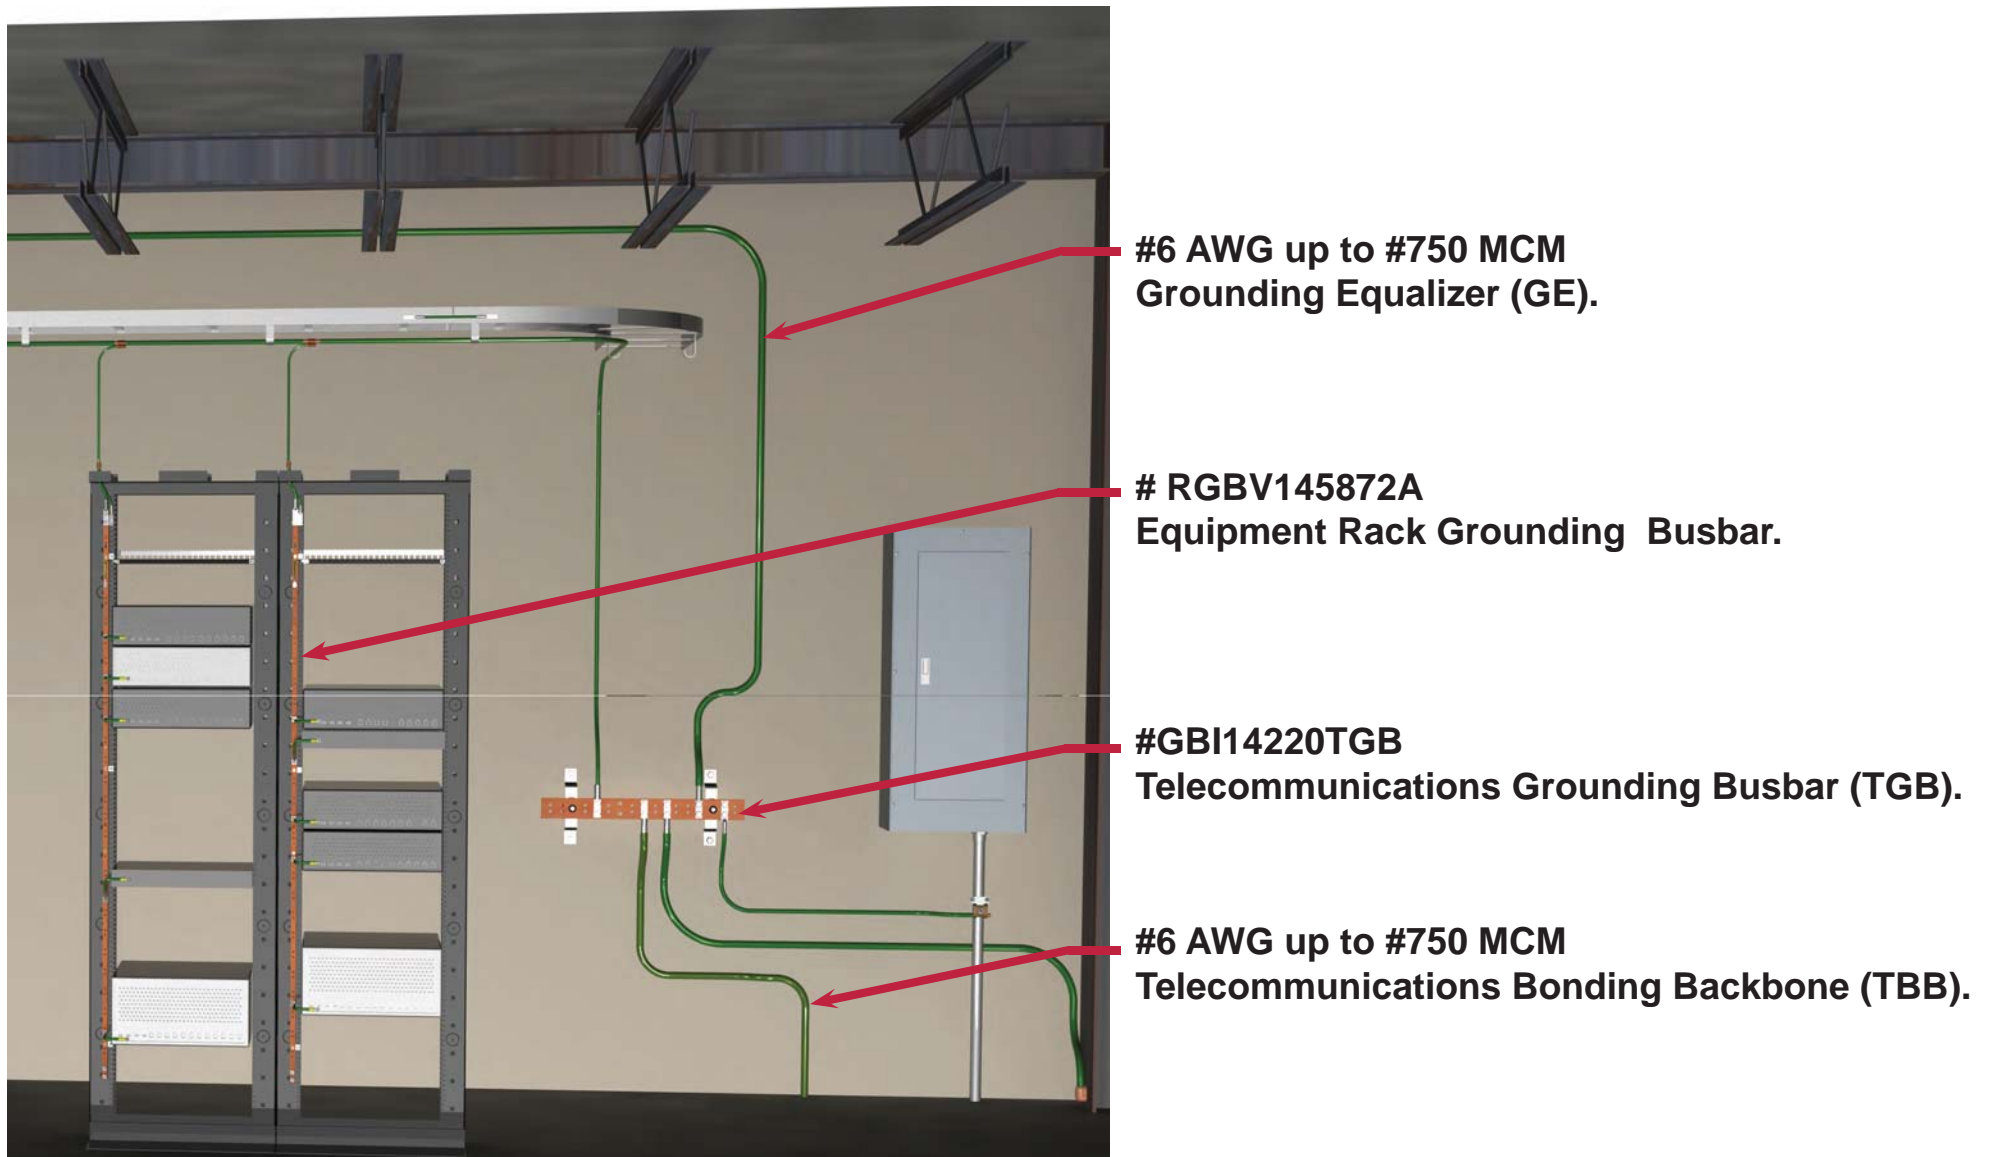 #6 AWG up to #750 MCM
Grounding Equalizer (GE).
# RGBV145872A
Equipment Rack Grounding Busbar.
#GBI14220TGB
Telecommunications Grounding Busbar (TGB).
#6 AWG up to #750 MCM
Telecommunications Bonding Backbone (TBB).